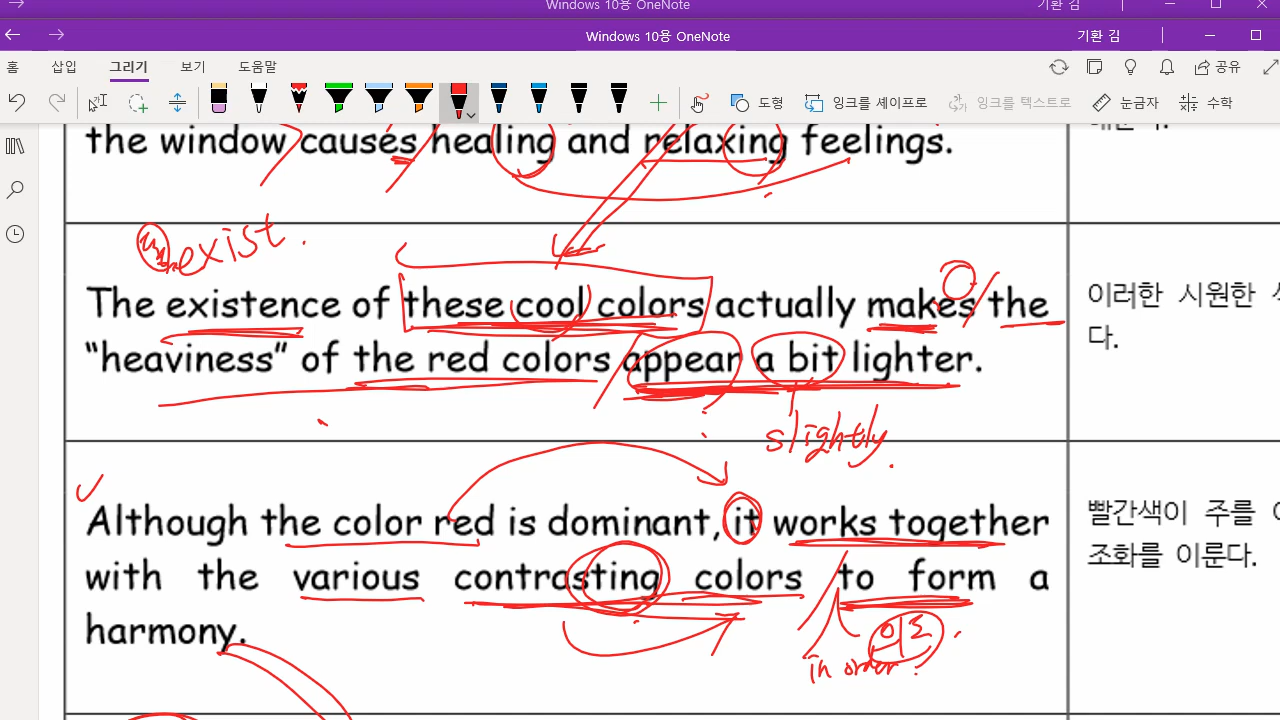 Windows 10용 OneNote
기환 김
Windows 10용 OneNote
기환 김
홈 삽입 그리기 보기 도움말
공유
도형 잉크를 셰이프로 잉크를 텍스트로 눈금자 수학
the window causes healing and relaxing feelings.
exist.
The existence of these cool colors actually makes the
“heaviness” of the red colors appear a bit lighter.
이러한 시원한
다.
slightly.
Although the color red is dominant, it works together
with the various contrasting colors to form a
harmony.
빨간색이 주를
조화를 이룬다.
in order